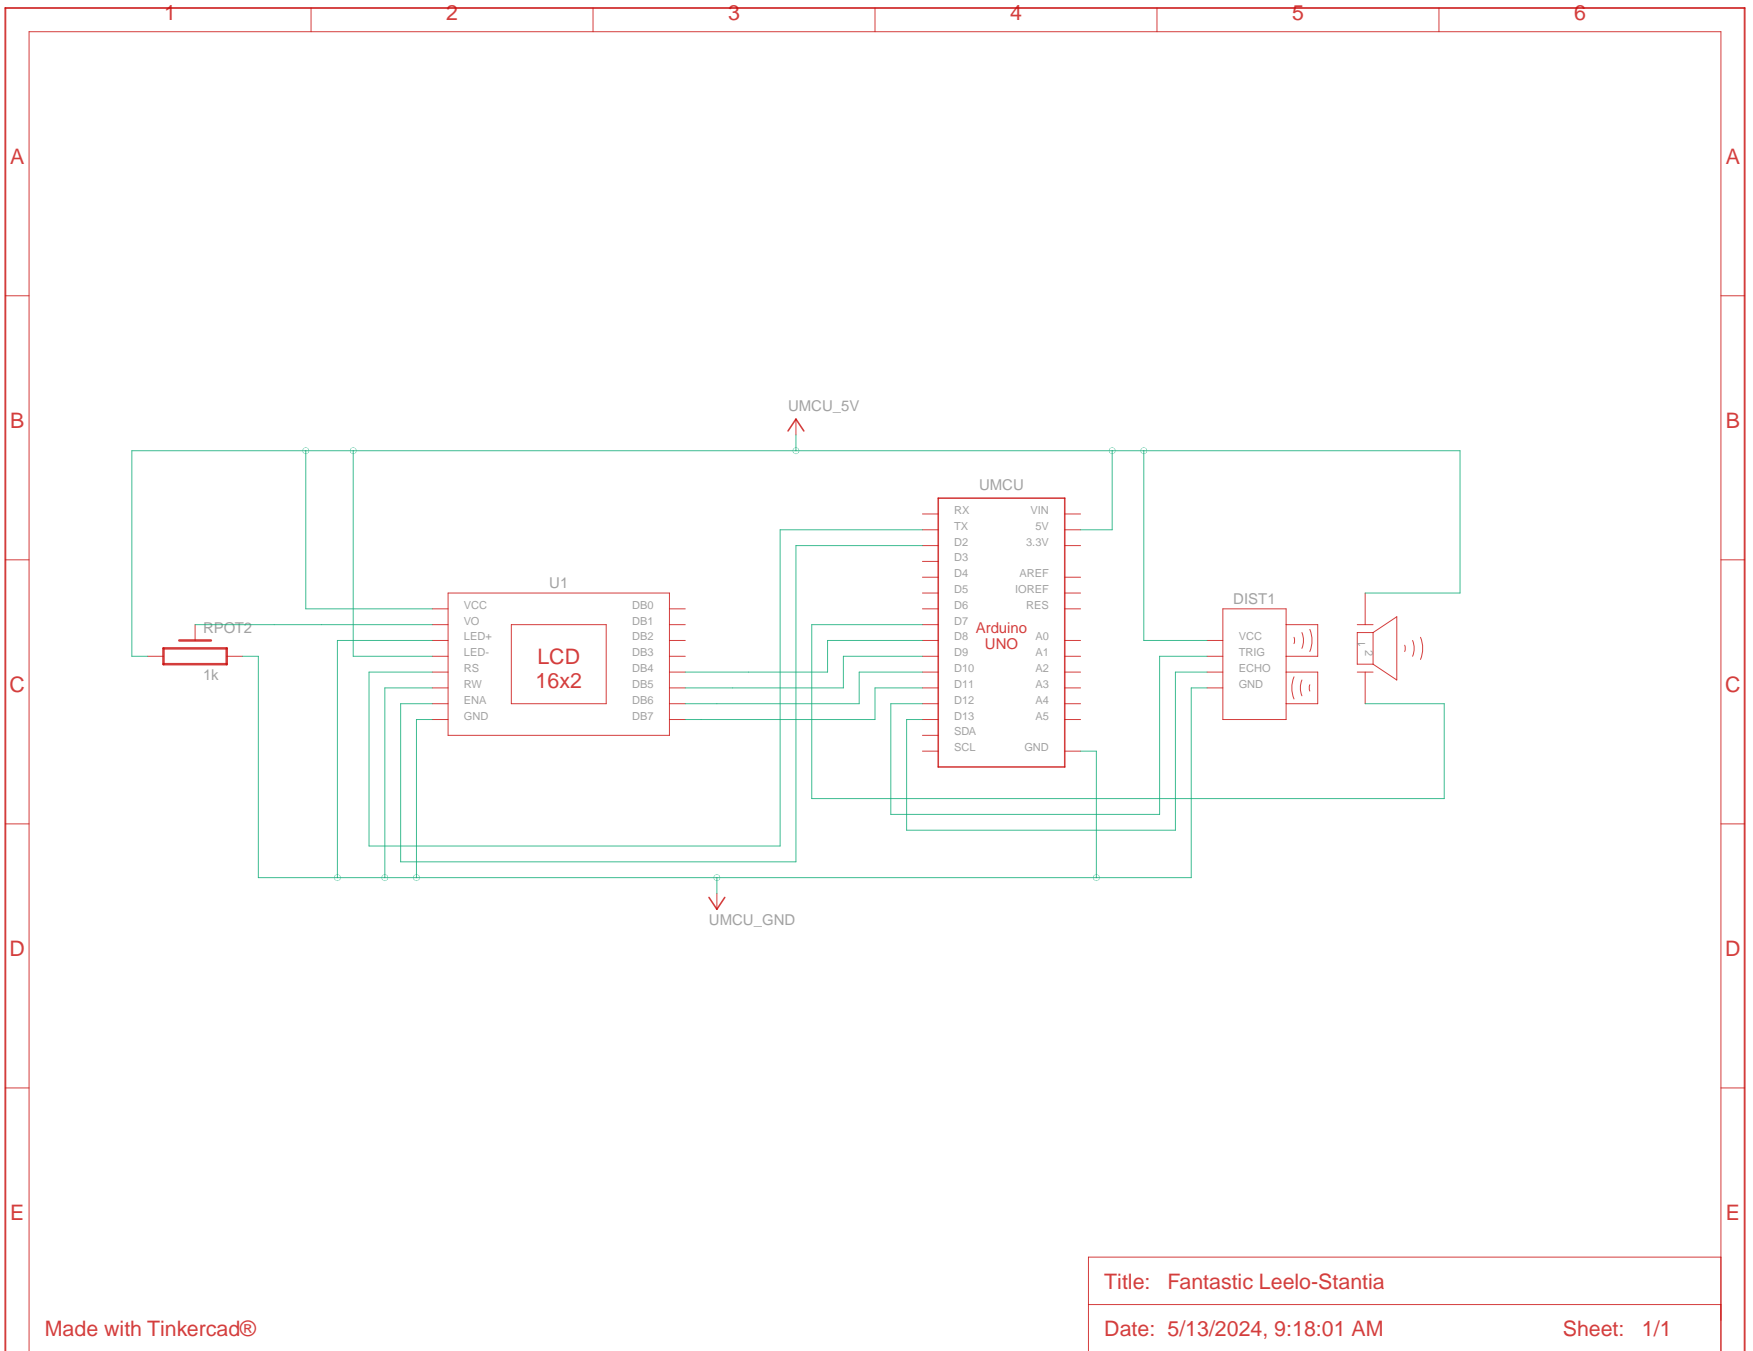 1 2 3 4 5 6
A A
B B
UMCU_5V
UMCU
RX VIN
TX 5V
D2 3.3V
D3
D4 AREF
D5 IOREF
D6 RES
D7
D8 A0
D9 A1
D10 A2
D11 A3
D12 A4
D13 A5
SDA
SCL GND
Arduino
UNO
U1
VCC DB0
VO DB1
LED+ DB2
LED- DB3
RS DB4
RW DB5
ENA DB6
GND DB7
LCD
16x2
RPOT2
1k
DIST1
VCC
TRIG
ECHO
GND
1 2
C C
UMCU_GND
D D
E E
Title: Fantastic Leelo-Stantia
Made with Tinkercad®
Date: 5/13/2024, 9:18:01 AM Sheet: 1/1